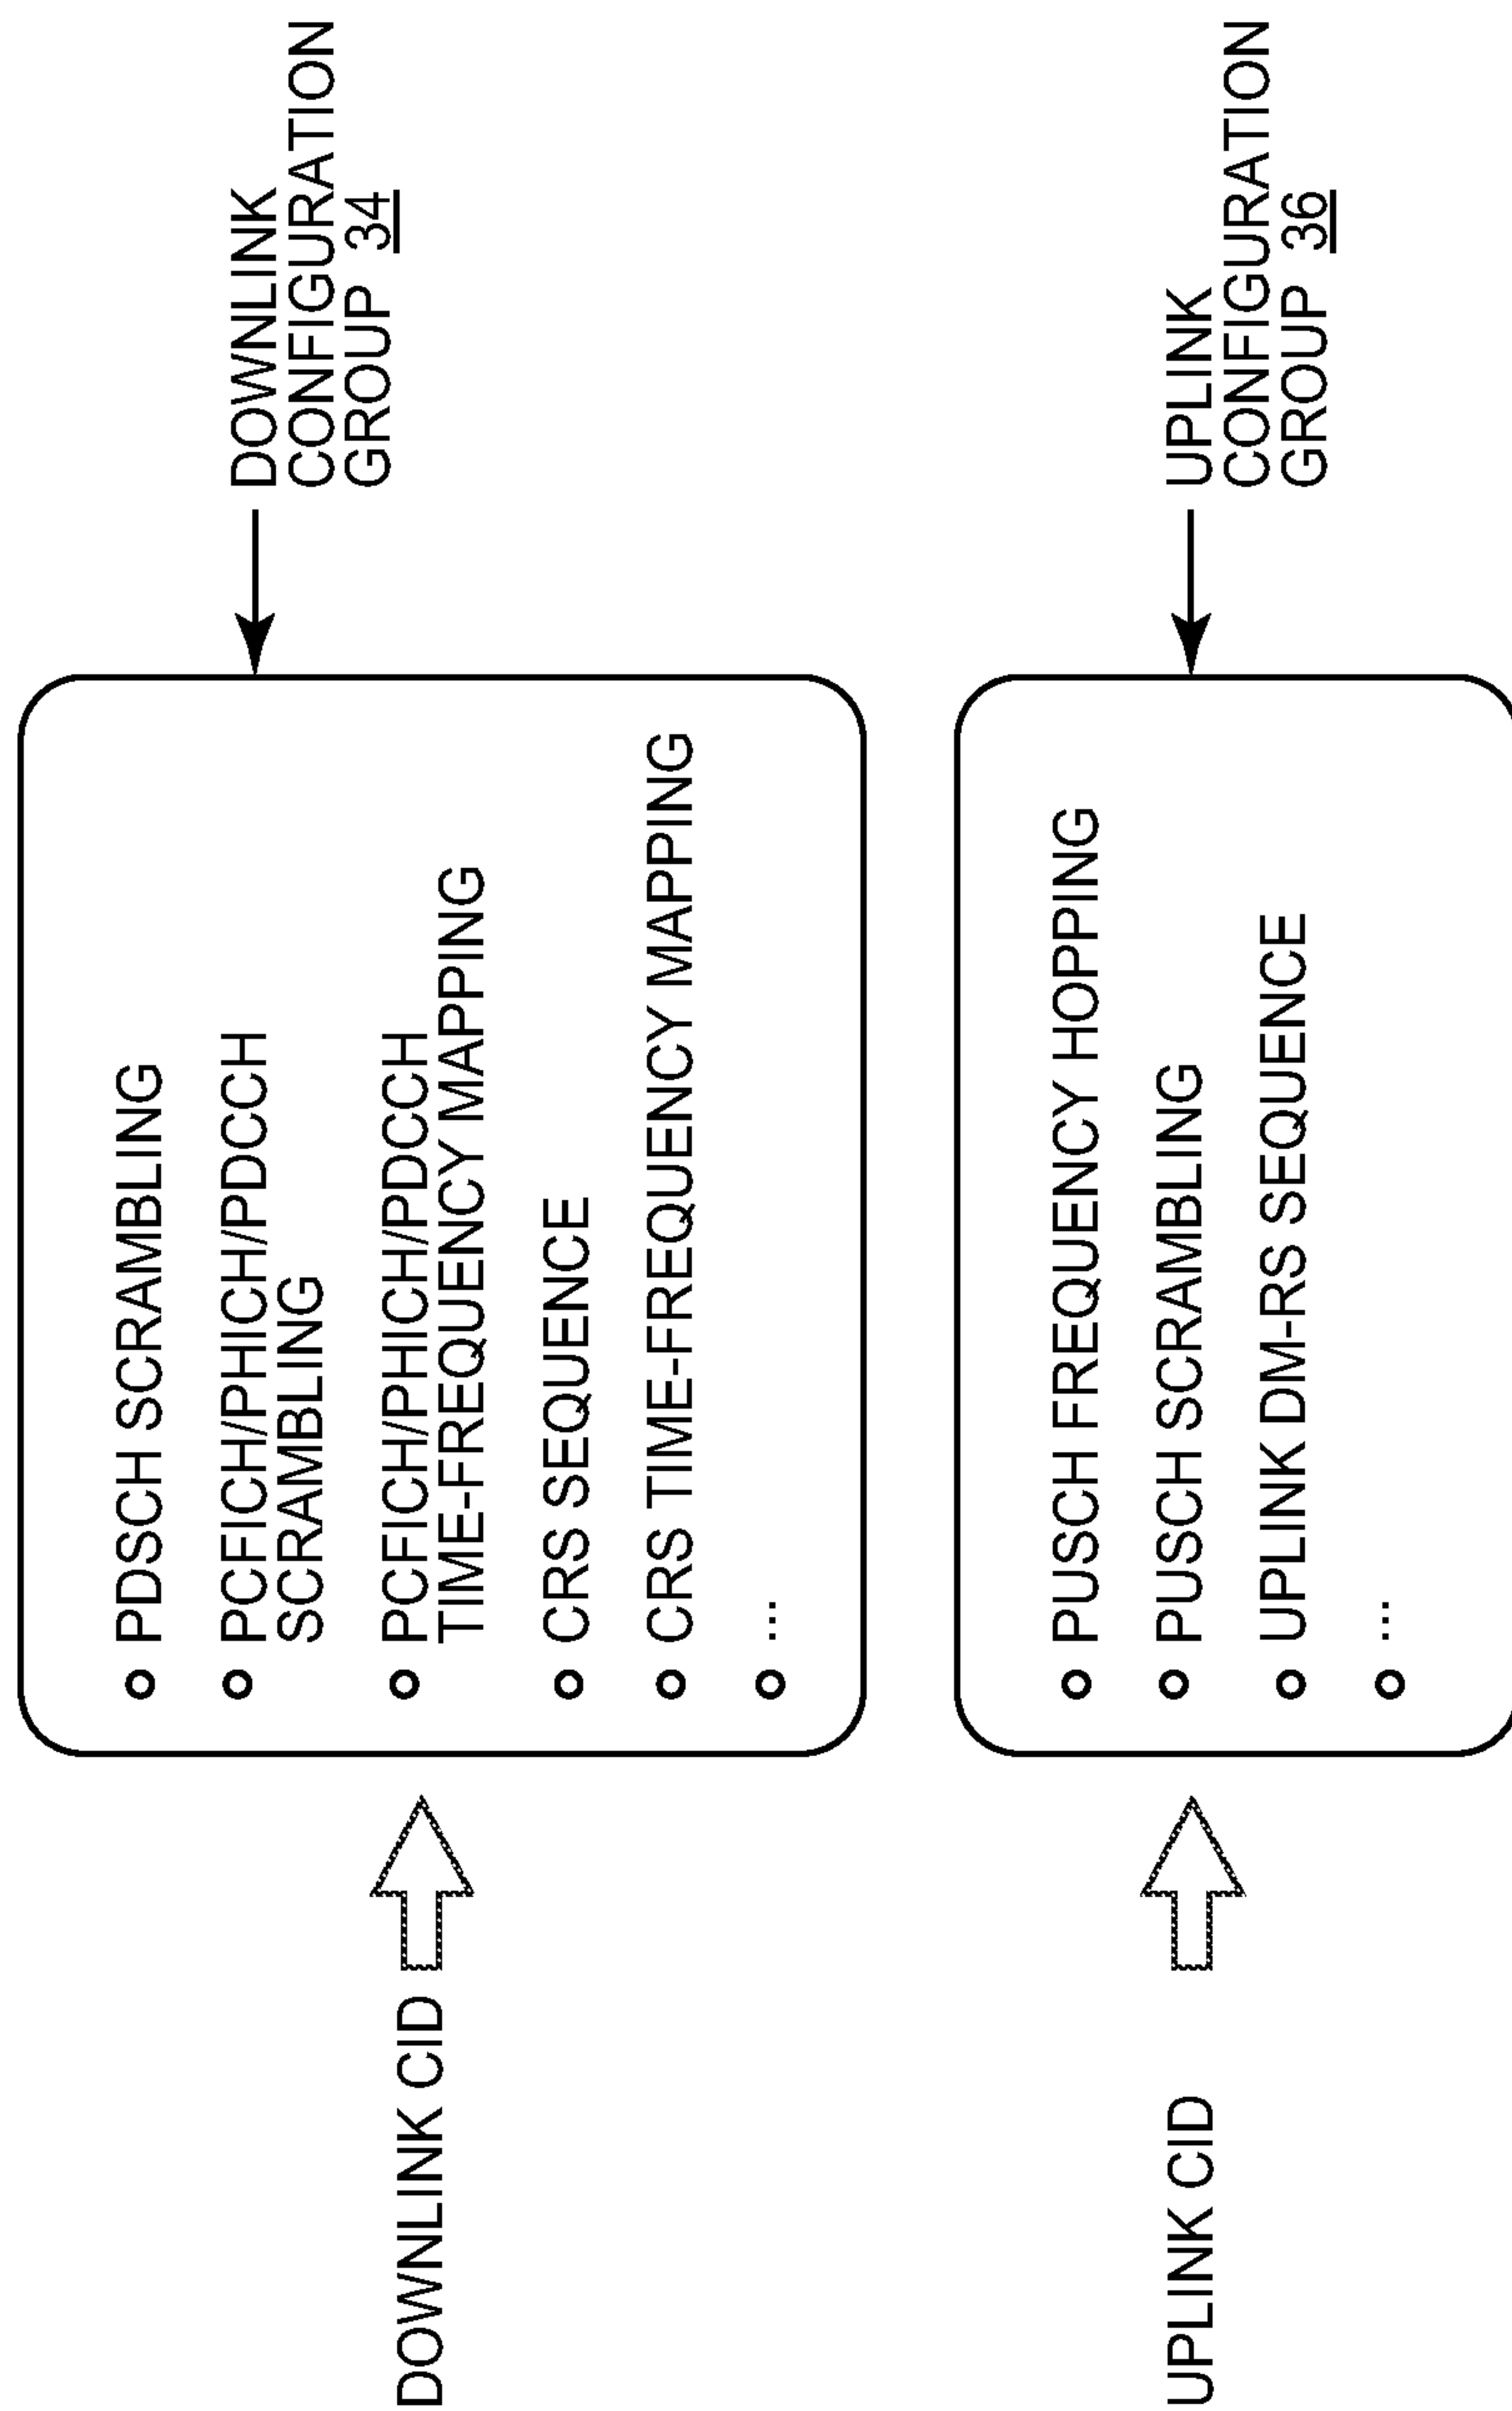 DOWNLINK CID
PDSCH SCRAMBLING
PCFICH/PHICH/PDCCH
SCRAMBLING
PCFICH/PHICH/PDCCH
TIME-FREQUENCY MAPPING
CRS SEQUENCE
CRS TIME-FREQUENCY MAPPING
...
DOWNLINK
CONFIGURATION
GROUP 34
UPLINK CID
PUSCH FREQUENCY HOPPING
PUSCH SCRAMBLING
UPLINK DM-RS SEQUENCE
...
UPLINK
CONFIGURATION
GROUP 36